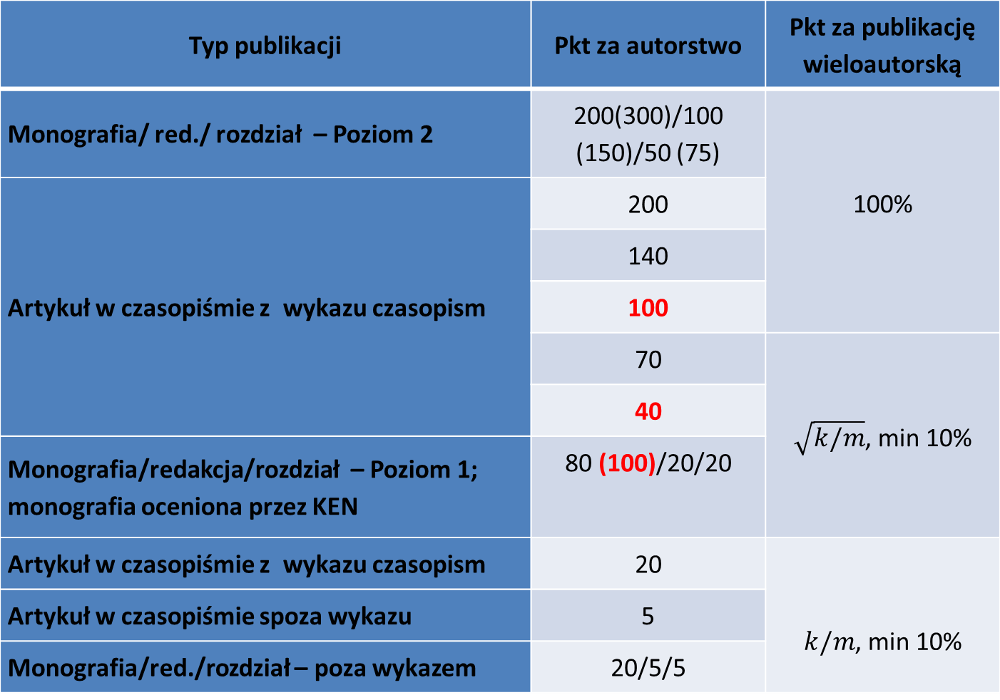 Typ publikacji
Pkt za autorstwo
Pkt za publikację
wieloautorską
Monografia/ red./ rozdział – Poziom 2
200(300)/100
(150)/50 (75)
100%
Artykuł w czasopiśmie z wykazu czasopism
200
140
100
70
40
√k/m, min 10%
Monografia/redakcja/rozdział – Poziom 1;
monografia oceniona przez KEN
80 (100)/20/20
Artykuł w czasopiśmie z wykazu czasopism
20
k/m, min 10%
Artykuł w czasopiśmie spoza wykazu
5
Monografia/red./rozdział – poza wykazem
20/5/5